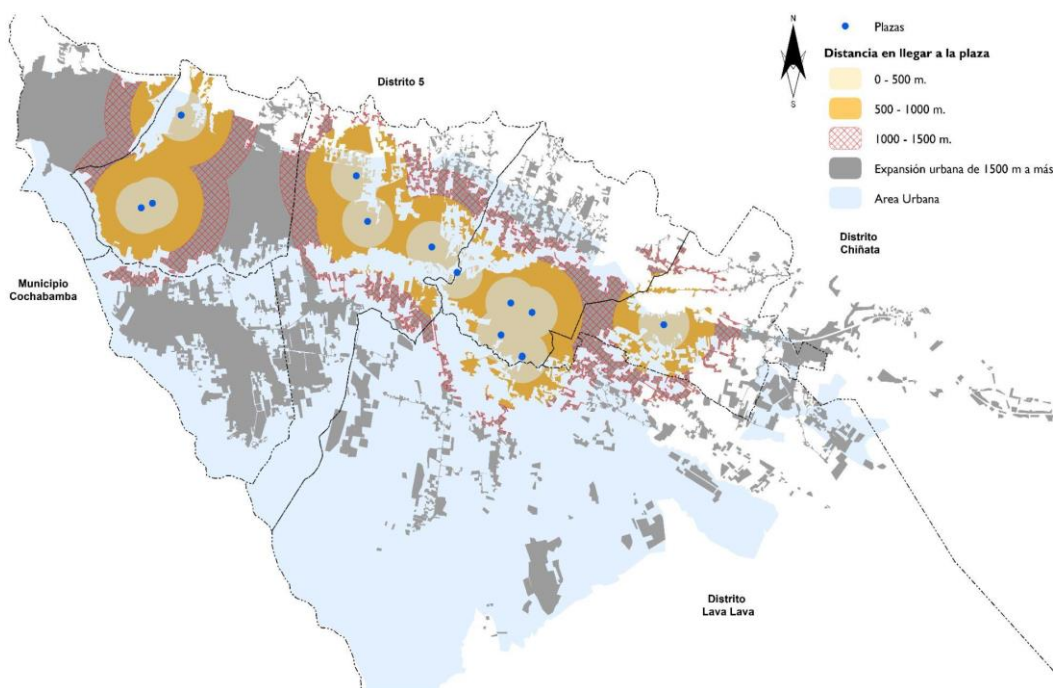 N
S
Plazas
Distancia en llegar a la plaza
0 - 500 m.
500 - 1000 m.
1000 - 1500 m.
Expansión urbana de 1500 m a más
Area Urbana
Distrito 5
Distrito
Chiñata
Municipio
Cochabamba
Distrito
Lava Lava